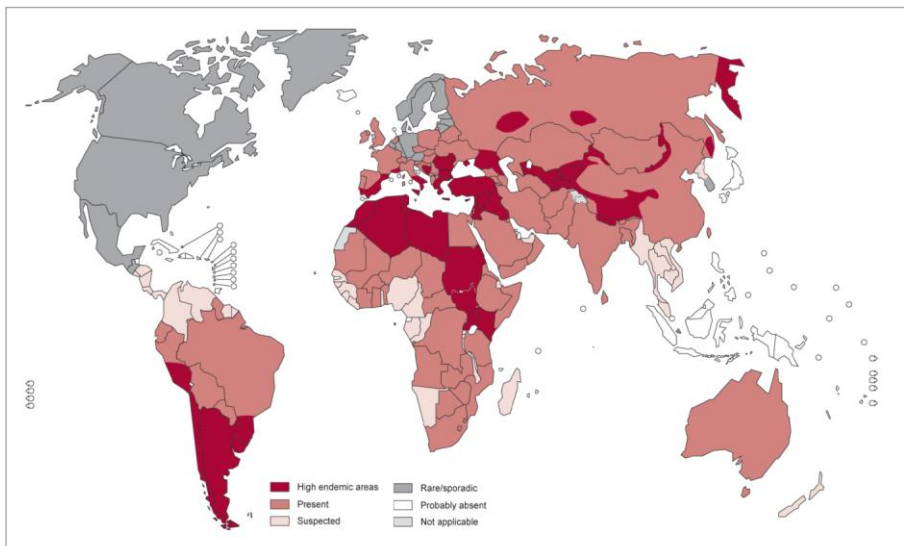 High endemic areas
Present
Suspected
Rare/sporadic
Probably absent
Not applicable